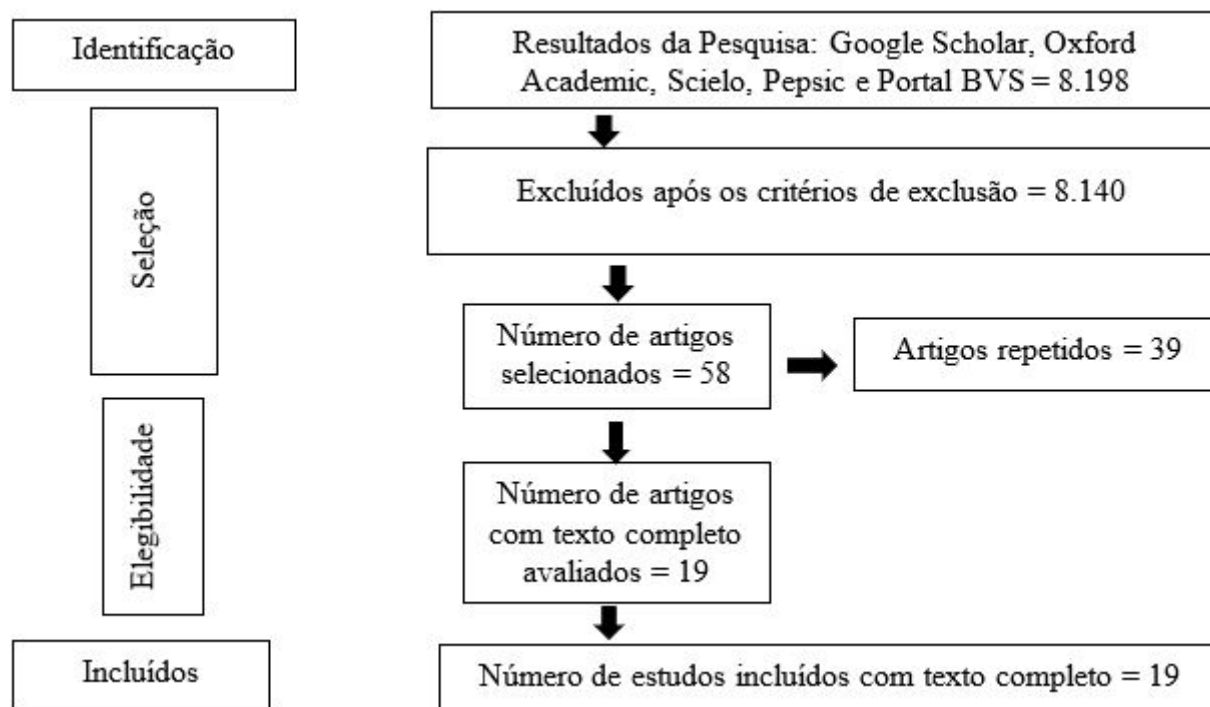 Identificação
Resultados da Pesquisa: Google Scholar, Oxford
Academic, Scielo, Pepsic e Portal BVS = 8.198
Excluídos após os critérios de exclusão = 8.140
Seleção
Número de artigos
selecionados = 58
Artigos repetidos = 39
Elegibilidade
Número de artigos
com texto completo
avaliados = 19
Incluídos
Número de estudos incluídos com texto completo = 19